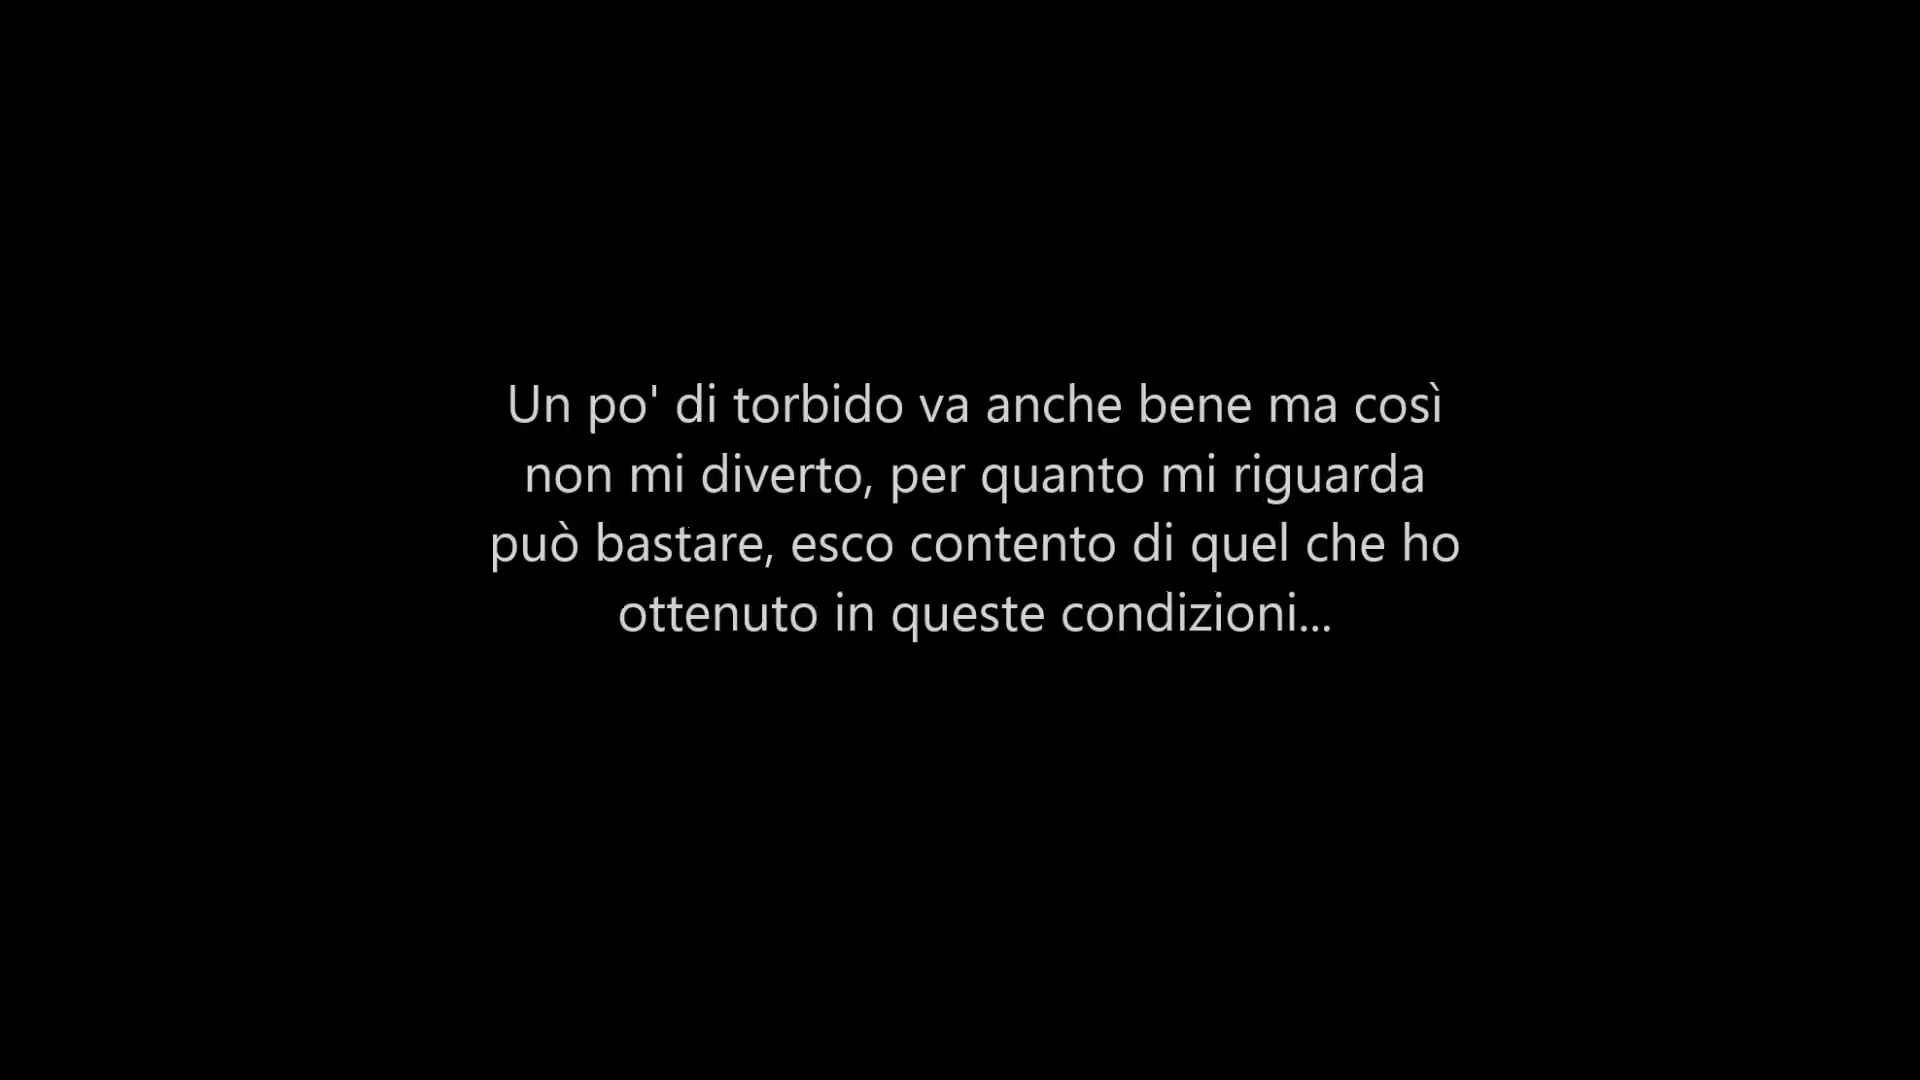 Un po' di torbido va anche bene ma così
non mi diverto, per quanto mi riguarda
può bastare, esco contento di quel che ho
ottenuto in queste condizioni...